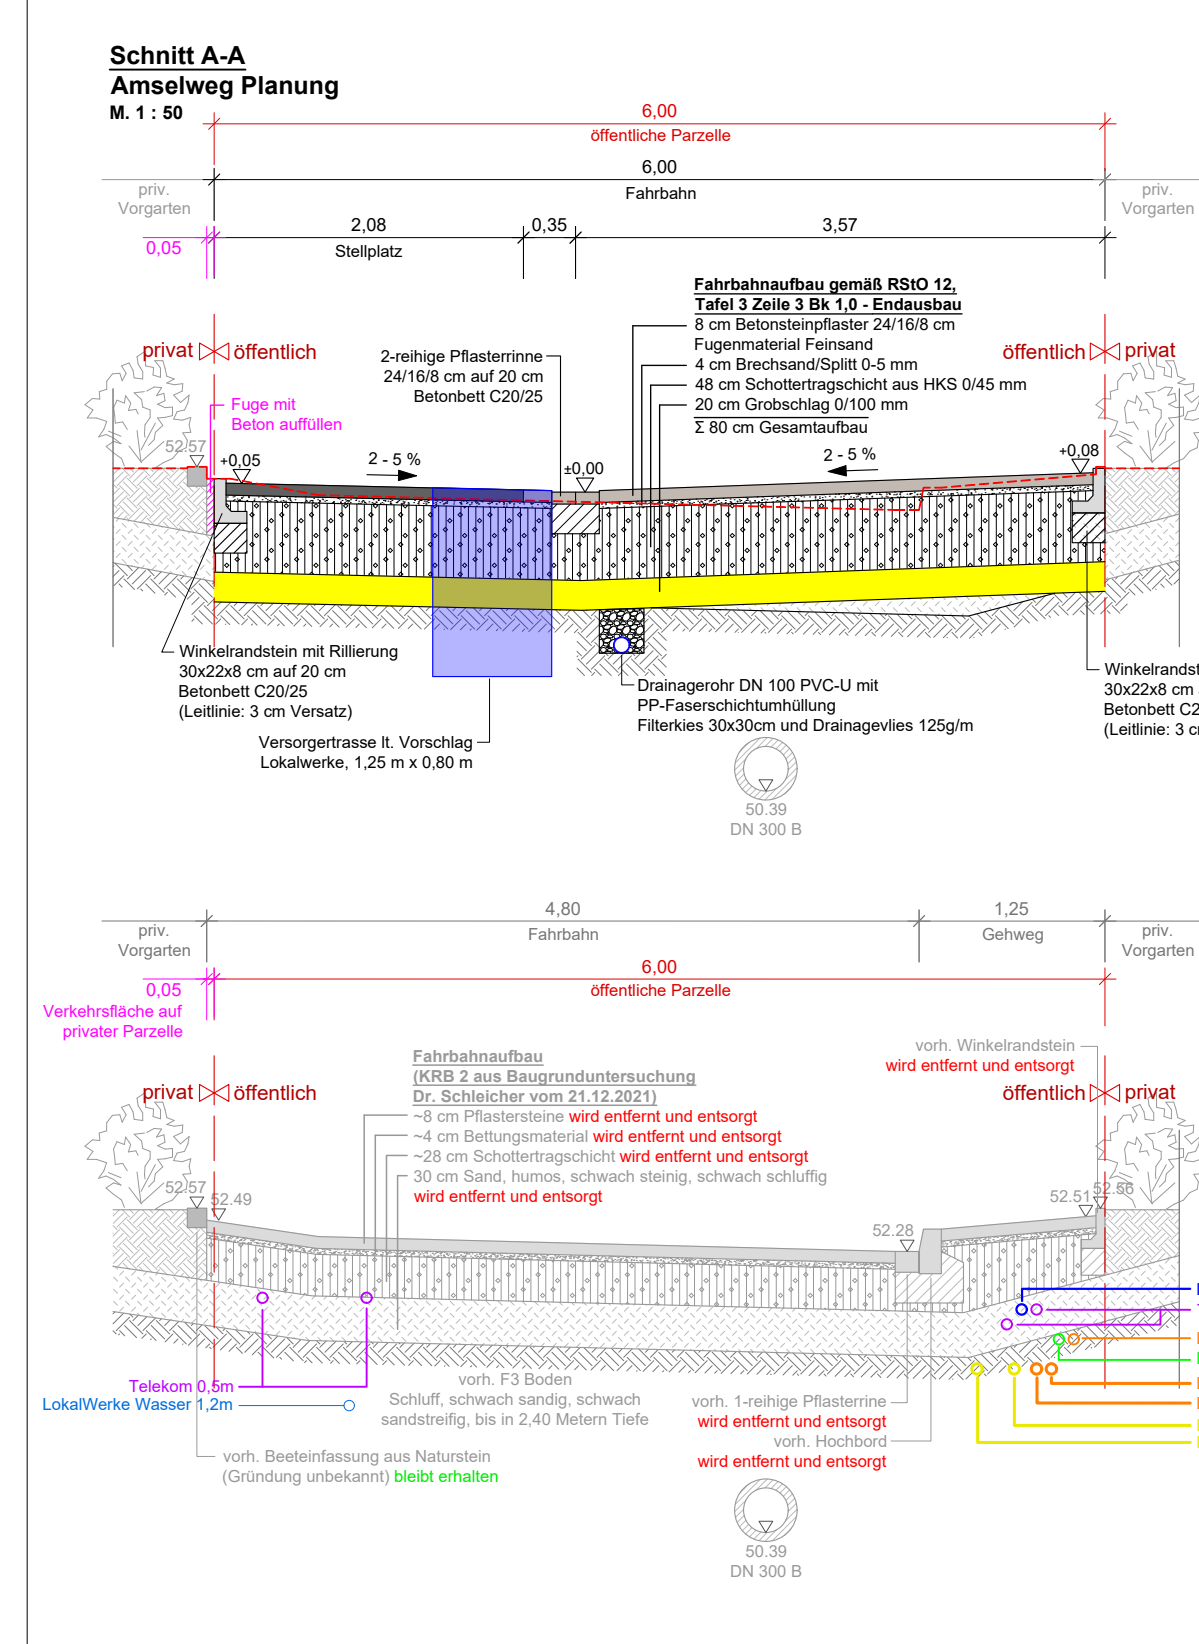 Schnitt A-A
Amselweg Planung
M. 1 : 50
6,00
öffentliche Parzelle
6,00
Fahrbahn
priv.
Vorgarten
priv.
Vorgarten
2,08
0,35
3,57
0,05
Stellplatz
Fahrbahnaufbau gemäß RStO 12,
Tafel 3 Zeile 3 Bk 1,0 - Endausbau
8 cm Betonsteinpflaster 24/16/8 cm
Fugenmaterial Feinsand
4 cm Brechsand/Splitt 0-5 mm
48 cm Schottertragschicht aus HKS 0/45 mm
20 cm Grobschlag 0/100 mm
Σ 80 cm Gesamtaufbau
privat
öffentlich
öffentlich
privat
2-reihige Pflasterrinne
24/16/8 cm auf 20 cm
Betonbett C20/25
Fuge mit
Beton auffüllen
52.57
+0,05
2 - 5 %
±0,00
2 - 5 %
+0,08
Winkelrandstein mit Rillierung
30x22x8 cm auf 20 cm
Betonbett C20/25
(Leitlinie: 3 cm Versatz)
Versorgertrasse lt. Vorschlag
Lokalwerke, 1,25 m x 0,80 m
Drainagerohr DN 100 PVC-U mit
PP-Faserschichtumhüllung
Filterkies 30x30cm und Drainagevlies 125g/m
Winkelrandst
30x22x8 cm
Betonbett C2
(Leitlinie: 3 c
50.39
DN 300 B
4,80
1,25
Fahrbahn
Gehweg
priv.
Vorgarten
priv.
Vorgarten
6,00
öffentliche Parzelle
0,05
Verkehrsfläche auf
privater Parzelle
vorh. Winkelrandstein
wird entfernt und entsorgt
Fahrbahnaufbau
(KRB 2 aus Baugrunduntersuchung
Dr. Schleicher vom 21.12.2021)
~8 cm Pflastersteine wird entfernt und entsorgt
~4 cm Bettungsmaterial wird entfernt und entsorgt
~28 cm Schottertragschicht wird entfernt und entsorgt
30 cm Sand, humos, schwach steinig, schwach schluffig
wird entfernt und entsorgt
privat
öffentlich
öffentlich
privat
52.57
52.49
52.28
52.51
52.56
Telekom 0,5m
LokalWerke Wasser 1,2m
vorh. F3 Boden
Schluff, schwach sandig, schwach
sandstreifig, bis in 2,40 Metern Tiefe
vorh. 1-reihige Pflasterrine
wird entfernt und entsorgt
vorh. Hochbord
wird entfernt und entsorgt
vorh. Beeteinfassung aus Naturstein
(Gründung unbekannt) bleibt erhalten
50.39
DN 300 B